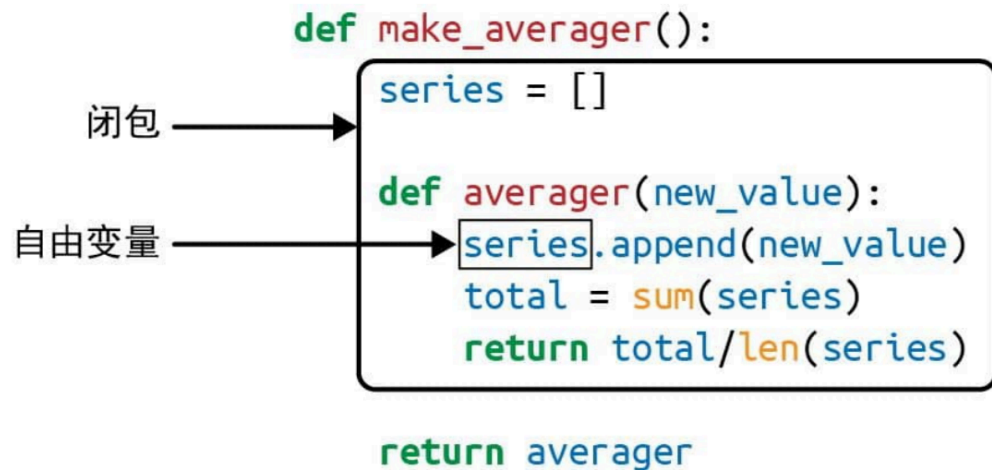 def make_averager():
series = []
闭包
def averager(new_value):
自由变量
series.append(new_value)
total = sum(series)
return total/len(series)
return averager